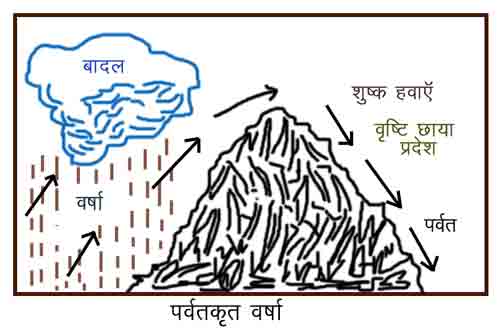 बादल
शुष्क हवाएँ
वृष्टि छाया
प्रदेश
वर्षा
पर्वत
पर्वतकृत वर्षा